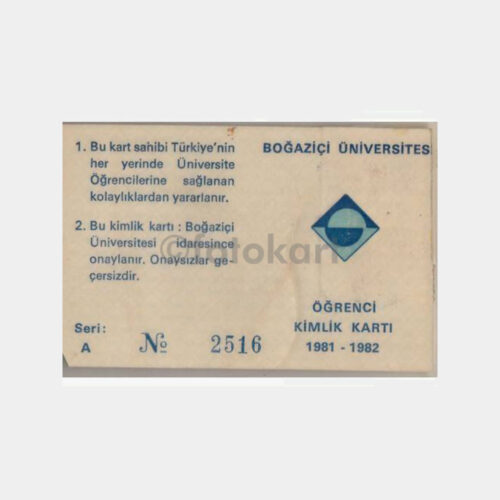 1. Bu kart sahibi Türkiye'nin
her yerinde Üniversite
Öğrencilerine sağlanan
kolaylıklardan yararlanır.
2. Bu kimlik kartı : Boğaziçi
Üniversitesi idaresince
onaylanır. Onaysızlar ge-
çersizdir.
Seri:
A
№ 2516
BOĞAZİÇİ ÜNİVERSİTES
ÖĞRENCİ
KİMLİK KARTI
1981 - 1982
©fotokart